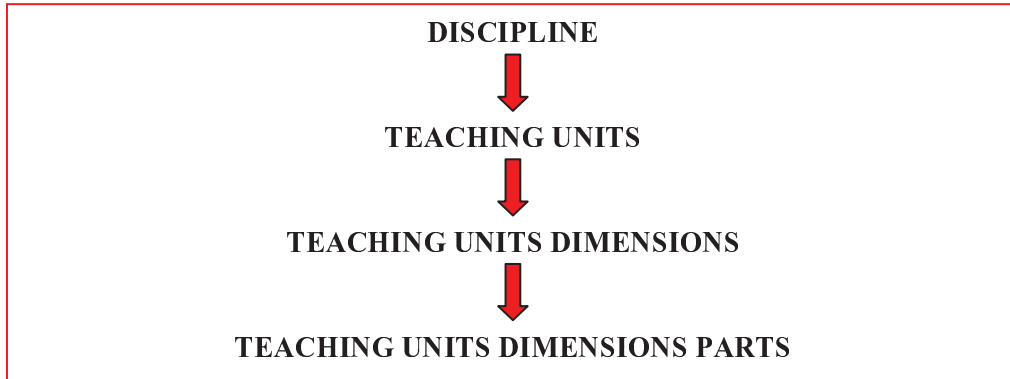 DISCIPLINE
TEACHING UNITS
TEACHING UNITS DIMENSIONS
TEACHING UNITS DIMENSIONS PARTS